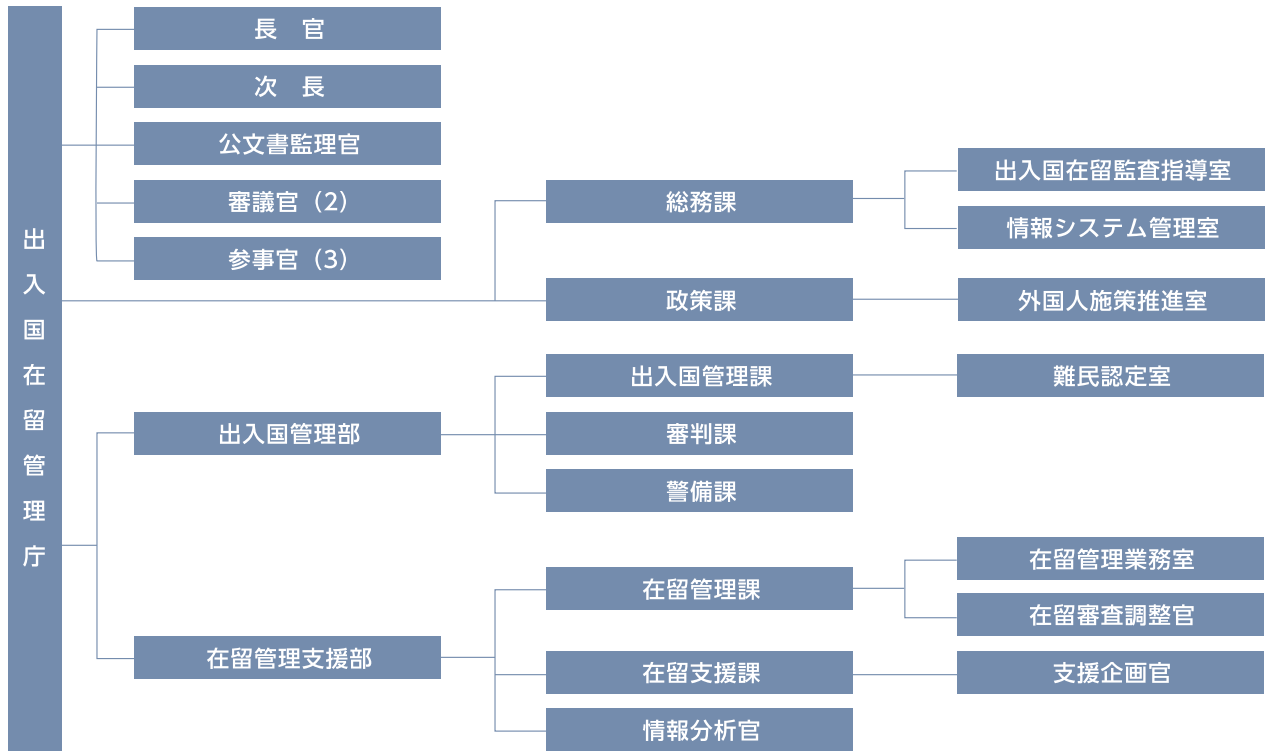 出入国在留管理庁
長　官
次　長
公文書監理官
審議官（2）
参事官（3）
総務課
出入国在留監査指導室
情報システム管理室
政策課
外国人施策推進室
出入国管理部
出入国管理課
難民認定室
審判課
警備課
在留管理支援部
在留管理課
在留管理業務室
在留審査調整官
在留支援課
支援企画官
情報分析官